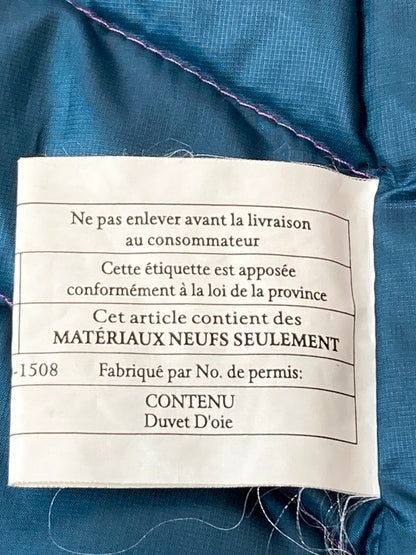 Ne pas enlever avant la livraison
au consommateur
Cette étiquette est apposée
conformément à la loi de la province
Cet article contient des
MATÉRIAUX NEUFS SEULEMENT
-1508 Fabriqué par No. de permis:
CONTENU
Duvet D'oie